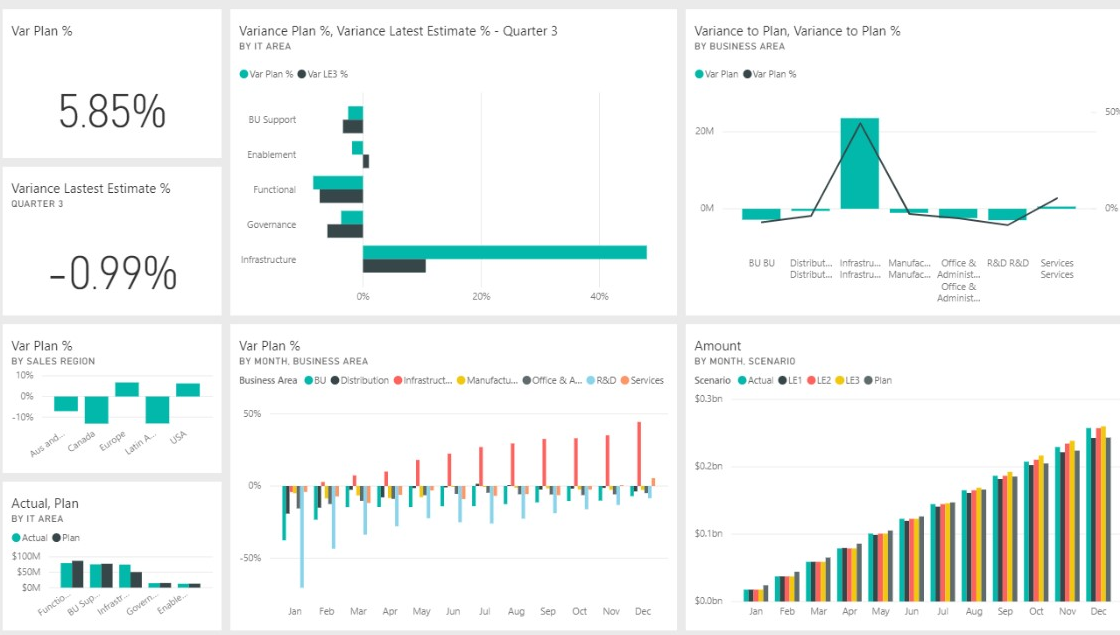 Var Plan %
5.85%
Variance Lastest Estimate %
QUARTER 3
-0.99%
Var Plan %
BY SALES REGION
10%
0%
-10%
Aus and...
Canada
Europe
Latin A...
USA
Actual, Plan
BY IT AREA
Actual Plan
$100M
$50M
$0M
Functio...
BU Sup...
Infrastr...
Govern...
Enable...
Variance Plan %, Variance Latest Estimate % - Quarter 3
BY IT AREA
Var Plan % Var LE3 %
BU Support
Enablement
Functional
Governance
Infrastructure
0% 20% 40%
Var Plan %
BY MONTH, BUSINESS AREA
Business Area BU Distribution Infrastruct... Manufactu... Office & A... R&D Services
50%
0%
-50%
Jan Feb Mar Apr May Jun Jul Aug Sep Oct Nov Dec
Variance to Plan, Variance to Plan %
BY BUSINESS AREA
Var Plan Var Plan %
20M 50%
0M 0%
BU BU Distribut... Infrastru... Manufac... Office & R&D R&D Services
Distribut... Infrastru... Manufac... Administ... Services
Office &
Administ...
Amount
BY MONTH, SCENARIO
Scenario Actual LE1 LE2 LE3 Plan
$0.3bn
$0.2bn
$0.1bn
$0.0bn
Jan Feb Mar Apr May Jun Jul Aug Sep Oct Nov Dec